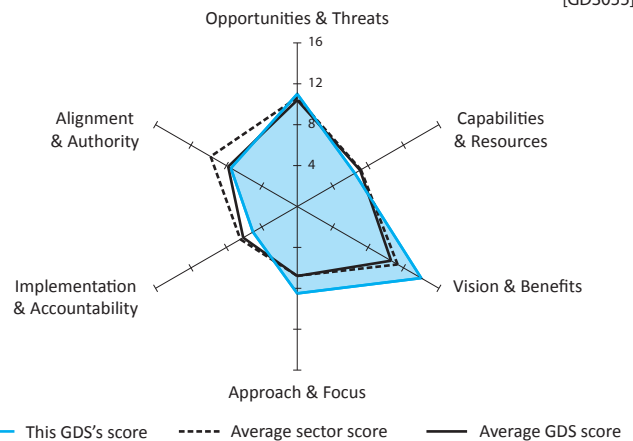 Opportunities & Threats
16
12
8
4
Alignment
& Authority
Capabilities
& Resources
Implementation
& Accountability
Vision & Benefits
Approach & Focus
This GDS's score
Average sector score
Average GDS score